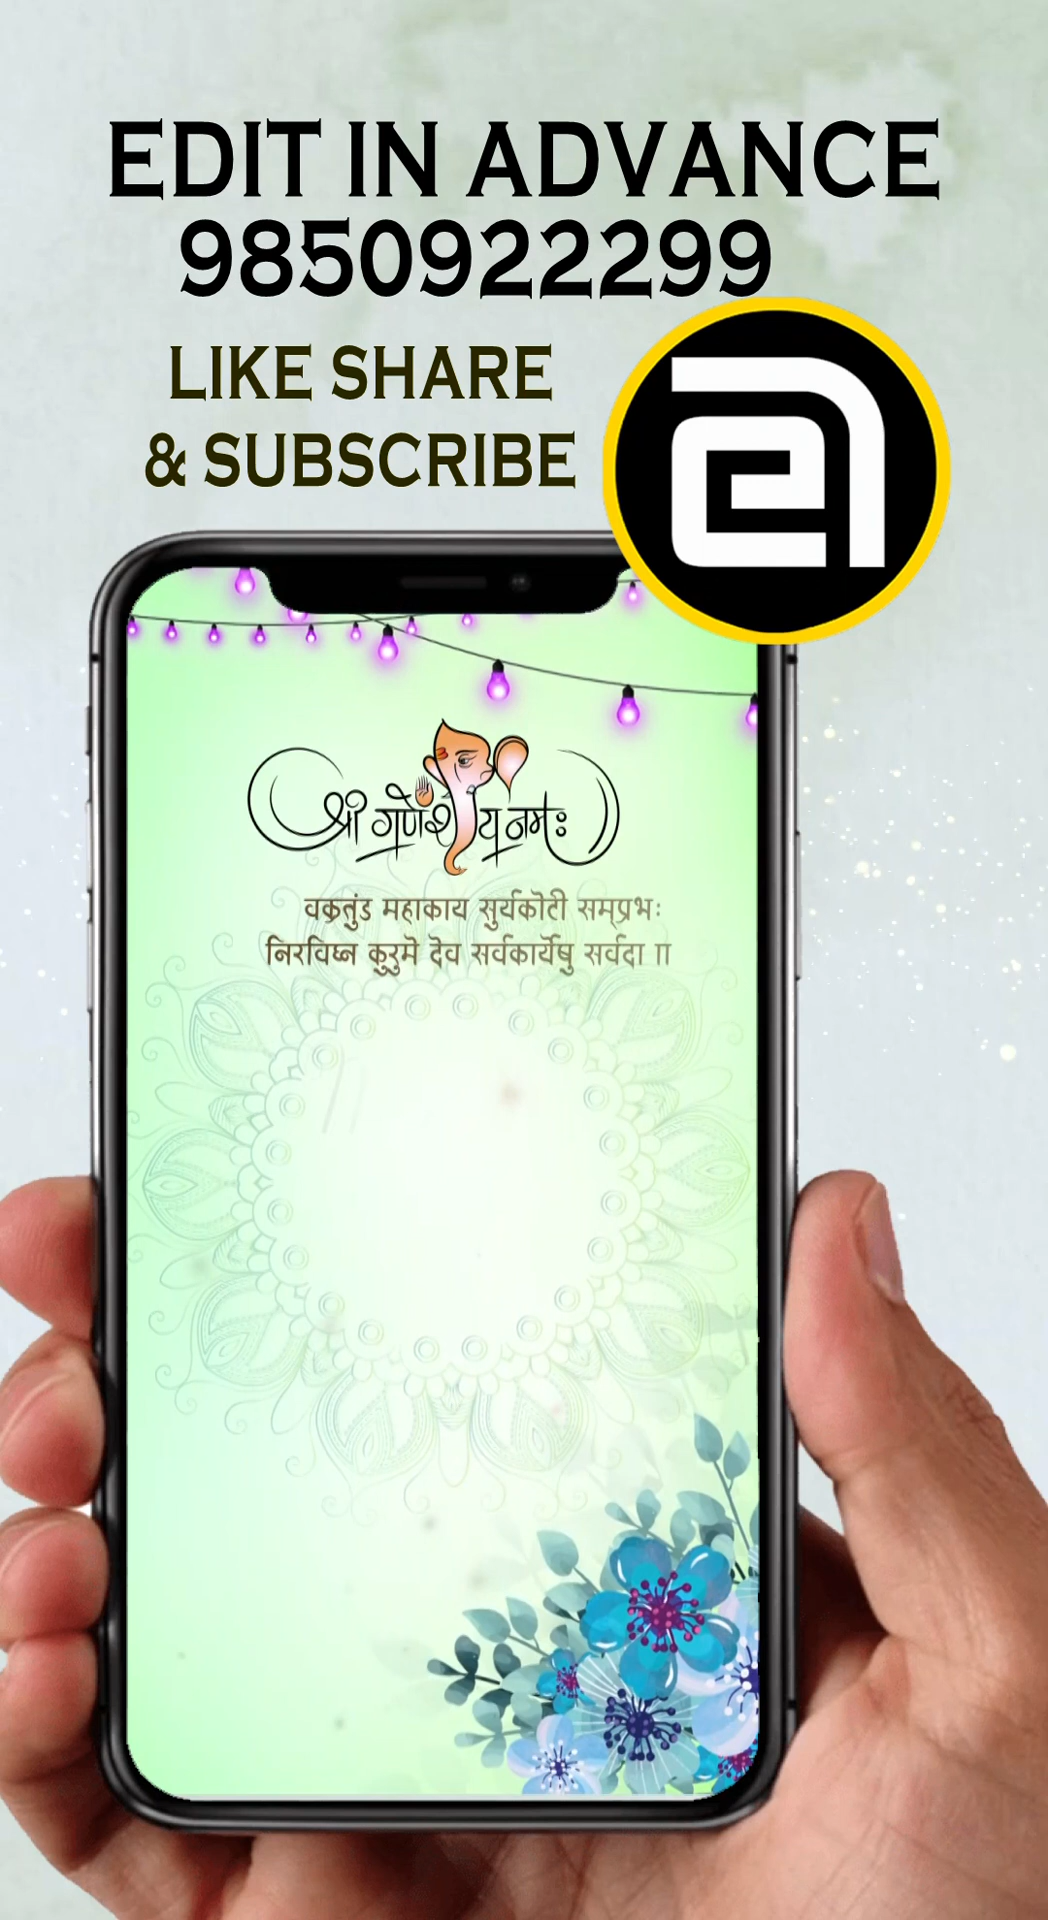 EDIT IN ADVANCE
9850922299
LIKE SHARE
& SUBSCRIBE
श्री गणेशाय नमः
वक्रतुंड महाकाय सुर्यकोटी सम्प्रभः
निरविघ्न कुरुमे देव सर्वकार्येषु सर्वदा ॥